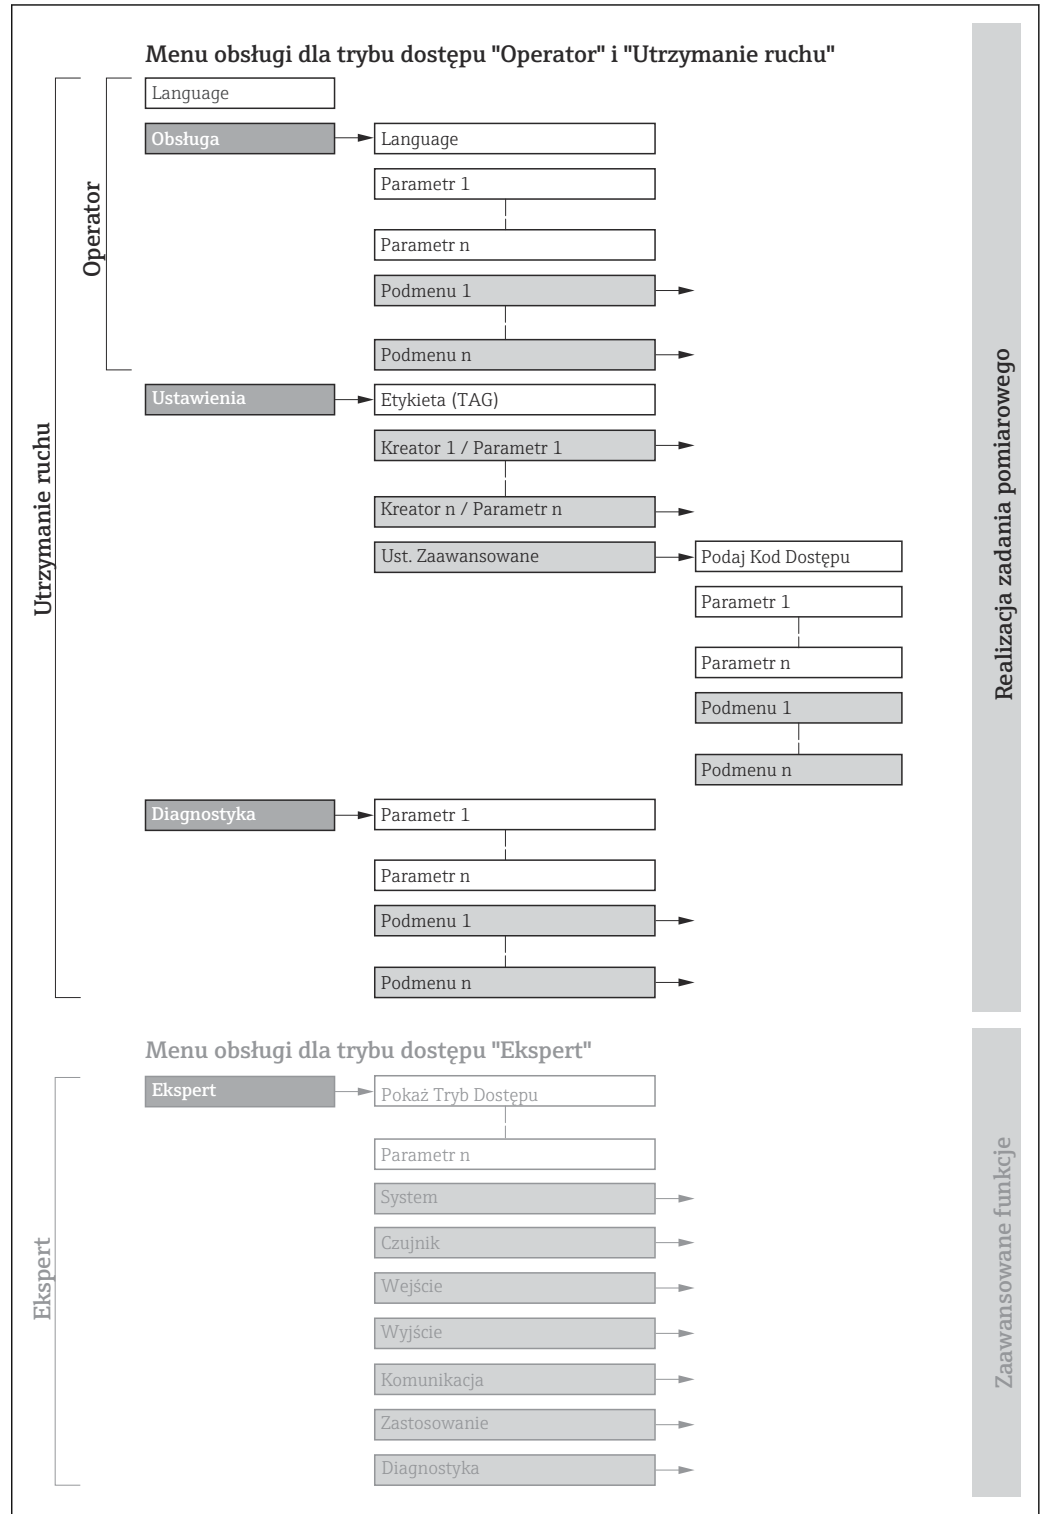 Menu obsługi dla trybu dostępu "Operator" i "Utrzymanie ruchu"
Language
Obsługa
Language
Parametr 1
Parametr n
Podmenu 1
Podmenu n
Operator
Ustawienia
Etykieta (TAG)
Kreator 1 / Parametr 1
Kreator n / Parametr n
Ust. Zaawansowane
Podaj Kod Dostępu
Parametr 1
Parametr n
Podmenu 1
Podmenu n
Diagnostyka
Parametr 1
Parametr n
Podmenu 1
Podmenu n
Utrzymanie ruchu
Realizacja zadania pomiarowego
Menu obsługi dla trybu dostępu "Ekspert"
Ekspert
Pokaż Tryb Dostępu
Parametr n
System
Czujnik
Wejście
Wyjście
Komunikacja
Zastosowanie
Diagnostyka
Ekspert
Zaawansowane funkcje